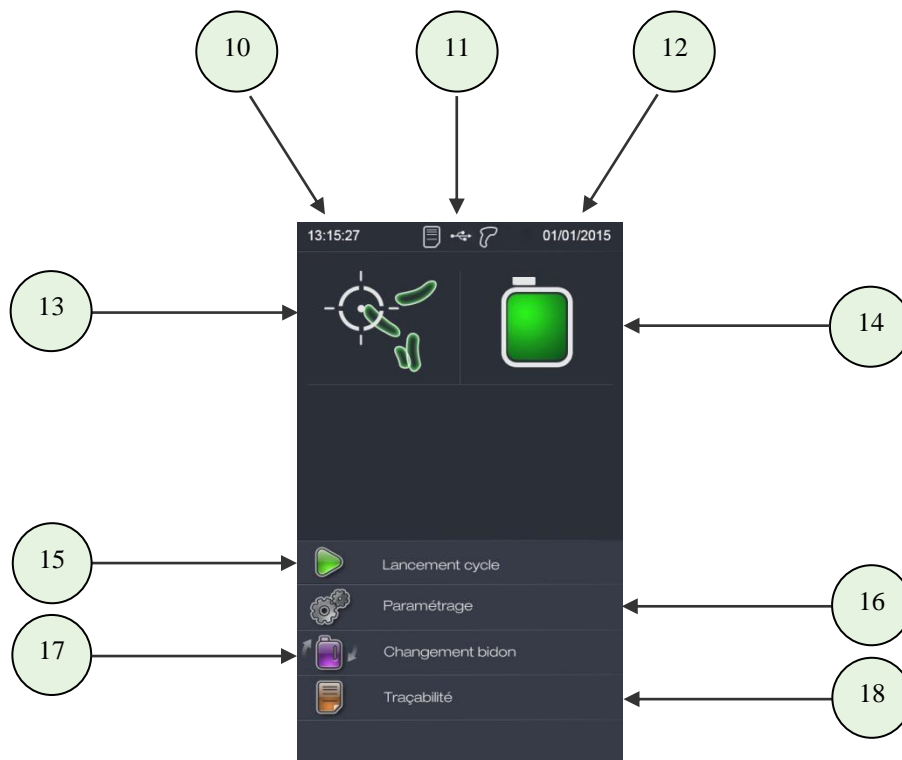 10 11 12
13:15:27 01/01/2015
13 14
15 Lancement cycle
Paramétrage 16
17 Changement bidon
Traçabilité 18